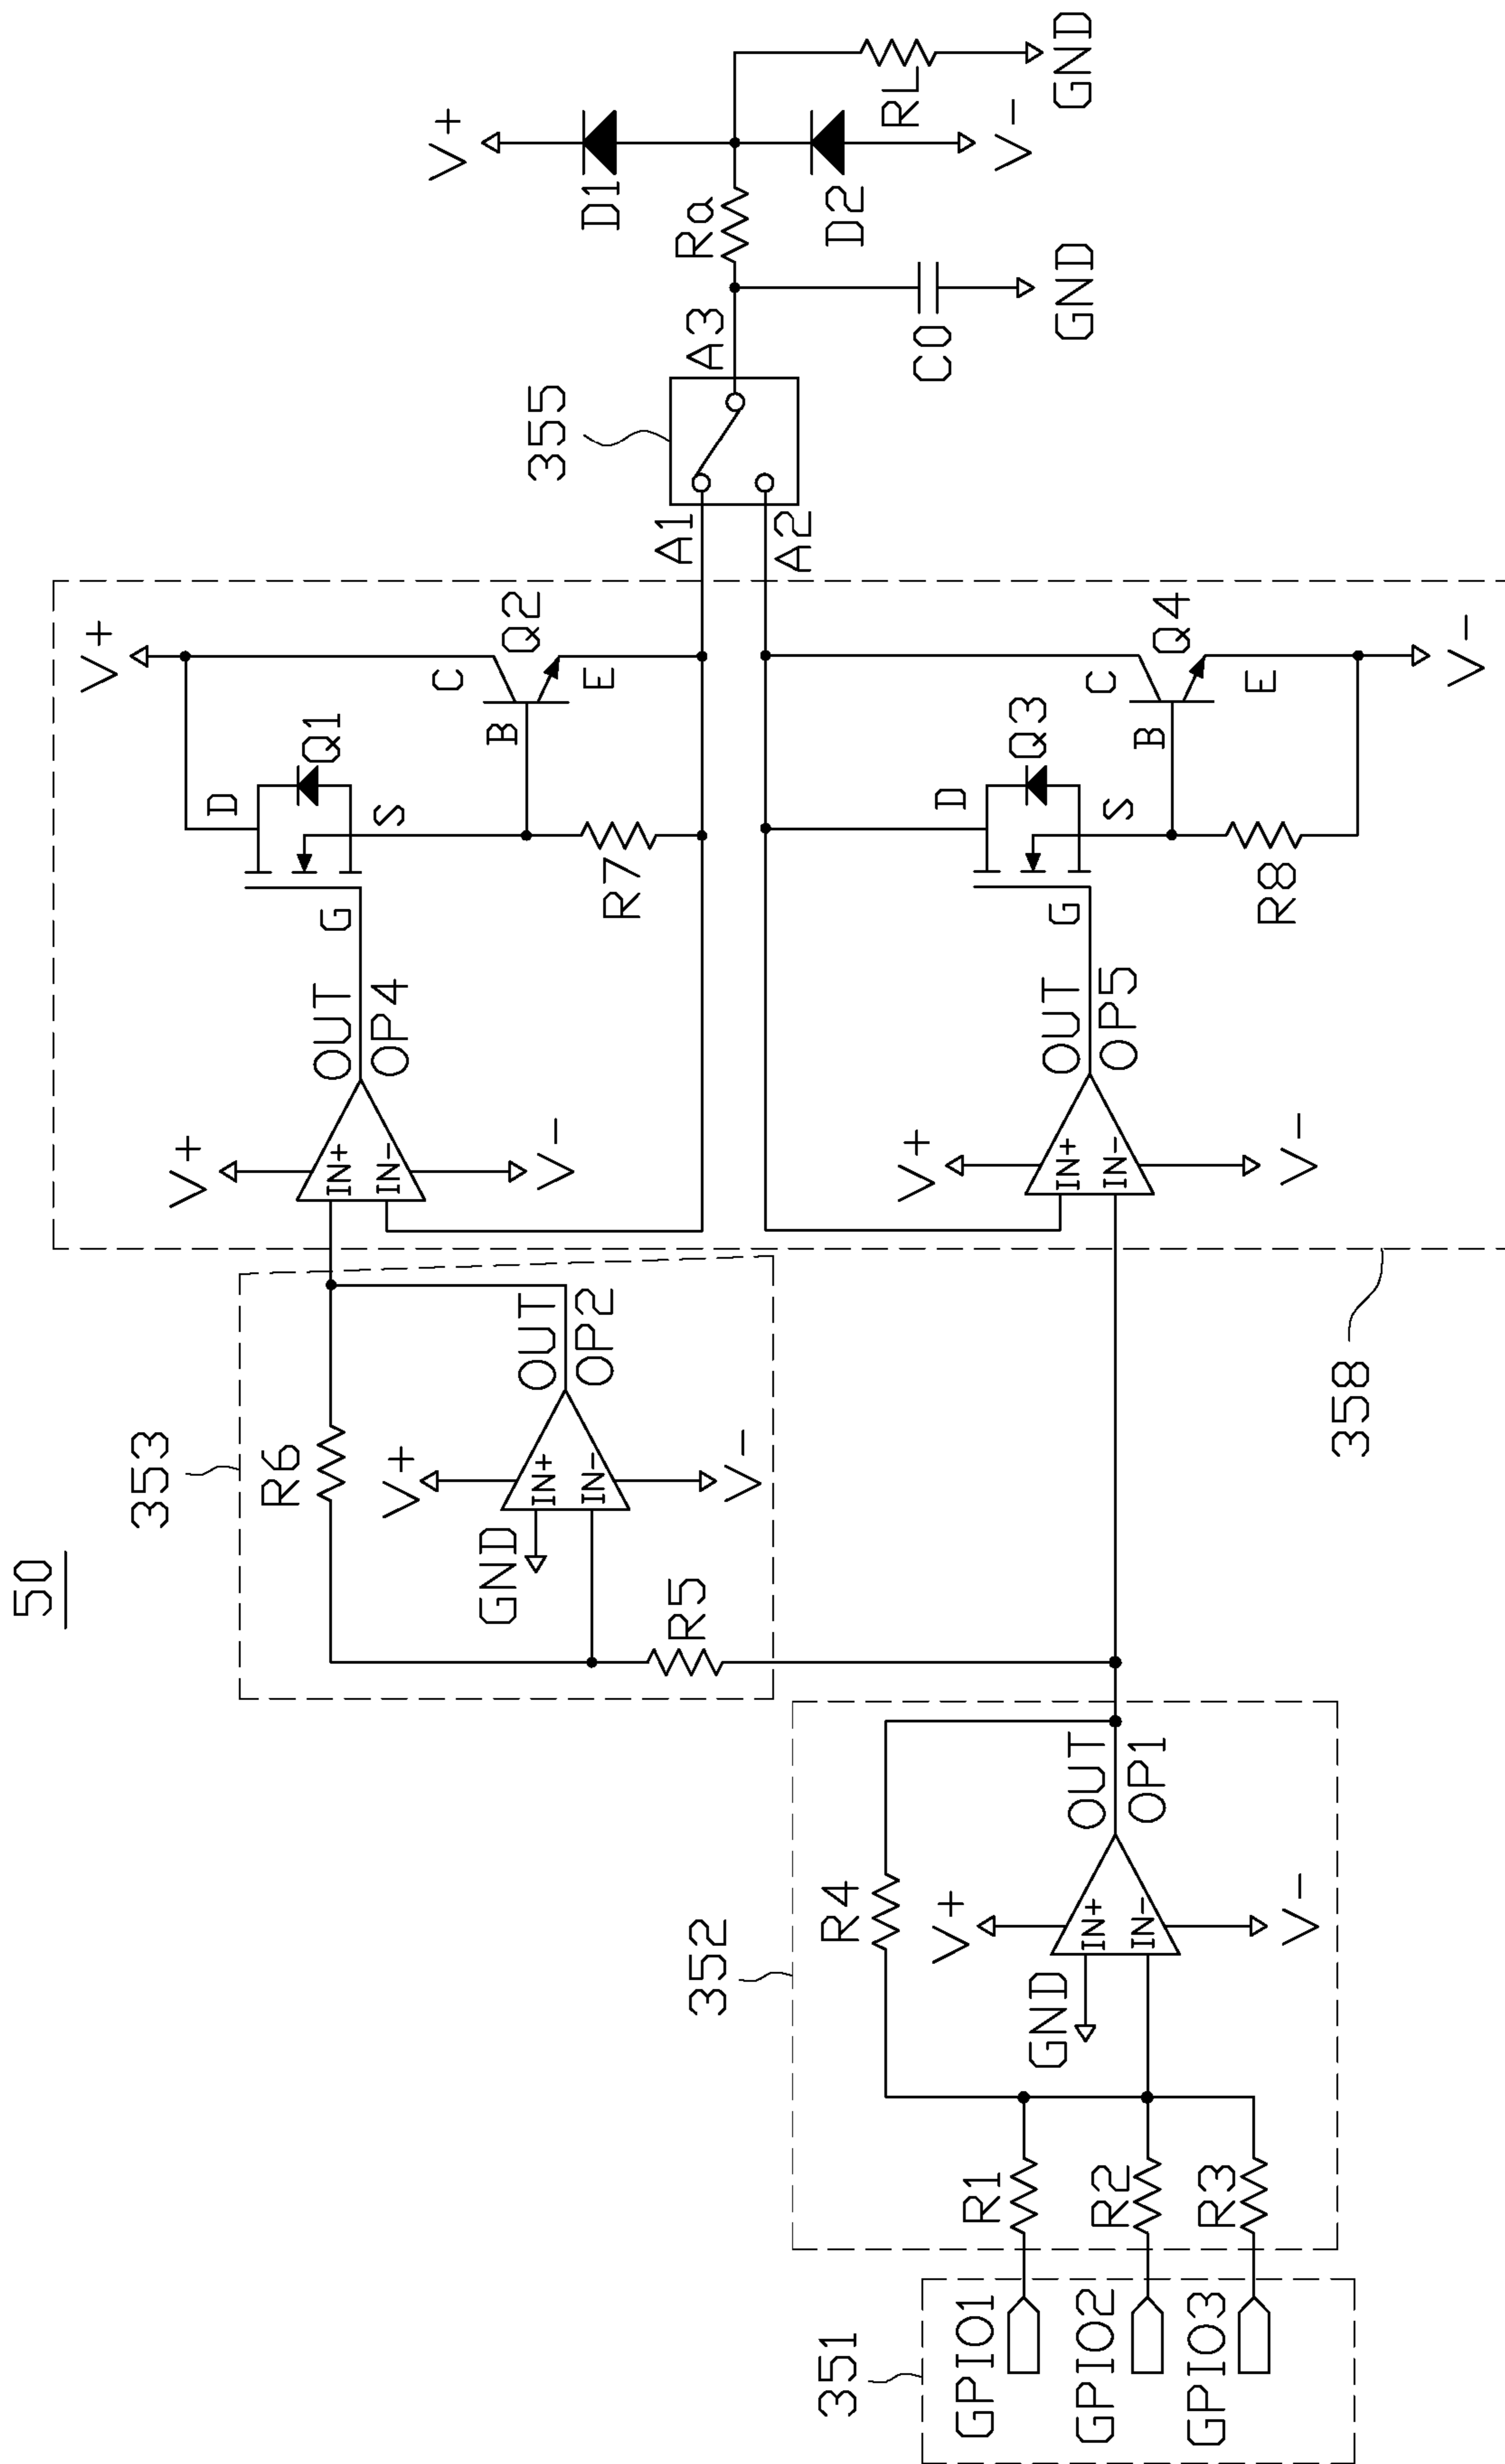 50
351
GPIO1
GPIO2
GPIO3
352
R1
R2
R3
R4
GND
V+
IN+
IN-
V-
OUT
OP1
353
R5
R6
GND
V+
IN+
IN-
V-
OUT
OP2
358
V+
IN+
IN-
V-
OUT
OP4
G
D
S
Q1
R7
V+
C
B
E
Q2
V+
IN+
IN-
V-
OUT
OP5
G
D
S
Q3
R8
C
B
E
Q4
V-
A1
A2
355
A3
C0
GND
Ra
V+
D1
D2
V-
RL
GND